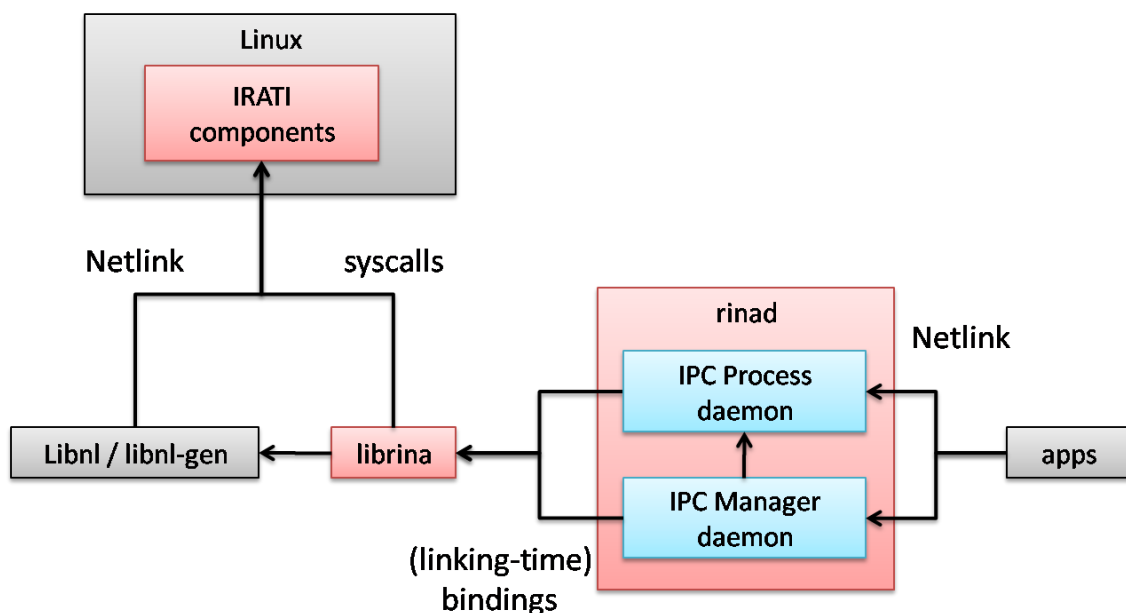 Linux
IRATI
components
Netlink
syscalls
rinad
Netlink
IPC Process
daemon
Libnl / libnl-gen
librina
apps
IPC Manager
daemon
(linking-time)
bindings